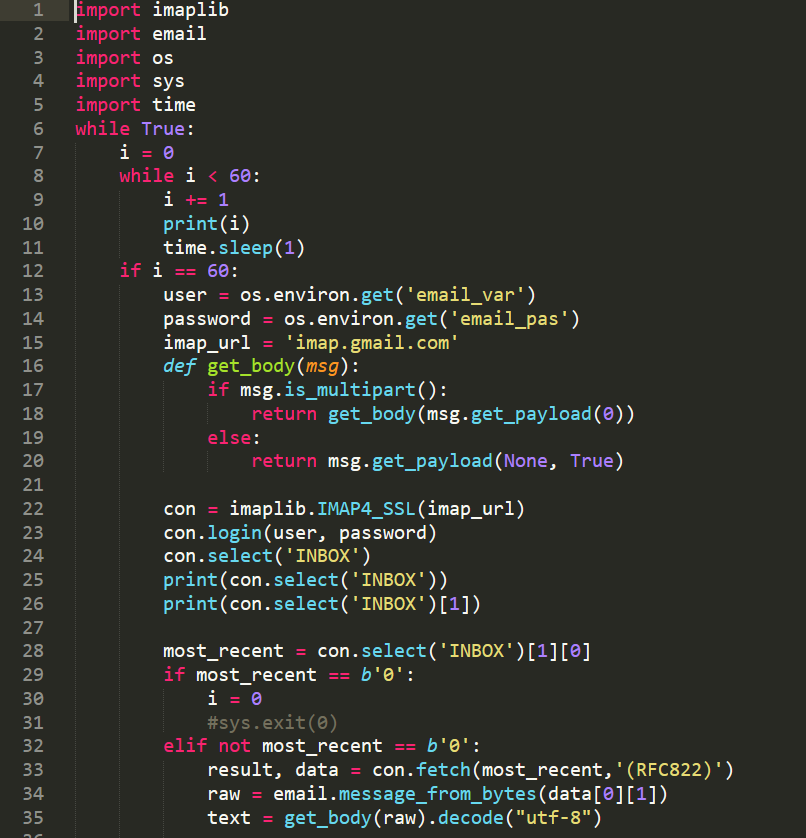 1 import imaplib
2 import email
3 import os
4 import sys
5 import time
6 while True:
7     i = 0
8     while i < 60:
9         i += 1
10         print(i)
11         time.sleep(1)
12     if i == 60:
13         user = os.environ.get('email_var')
14         password = os.environ.get('email_pas')
15         imap_url = 'imap.gmail.com'
16         def get_body(msg):
17             if msg.is_multipart():
18                 return get_body(msg.get_payload(0))
19             else:
20                 return msg.get_payload(None, True)
21
22         con = imaplib.IMAP4_SSL(imap_url)
23         con.login(user, password)
24         con.select('INBOX')
25         print(con.select('INBOX'))
26         print(con.select('INBOX')[1])
27
28         most_recent = con.select('INBOX')[1][0]
29         if most_recent == b'0':
30             i = 0
31             #sys.exit(0)
32         elif not most_recent == b'0':
33             result, data = con.fetch(most_recent,'(RFC822)')
34             raw = email.message_from_bytes(data[0][1])
35             text = get_body(raw).decode("utf-8")